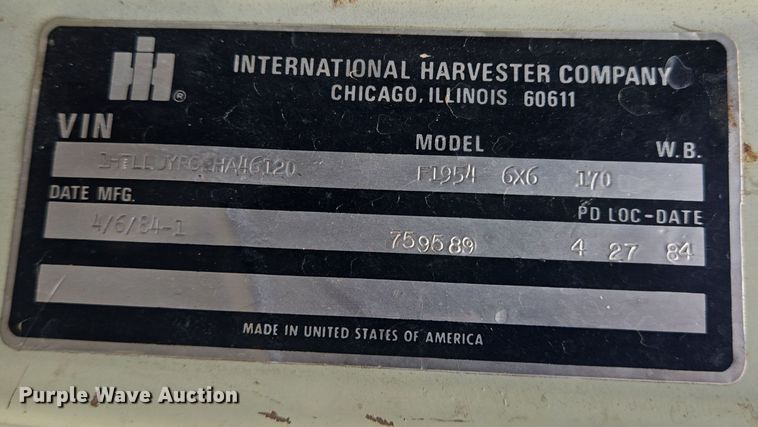 IH ®
INTERNATIONAL HARVESTER COMPANY
CHICAGO, ILLINOIS 60611
VIN MODEL W.B.
F1954 6X6 170
DATE MFG. PD LOC-DATE
4/6/84-1 759589 4 27 84
MADE IN UNITED STATES OF AMERICA
Purple Wave Auction